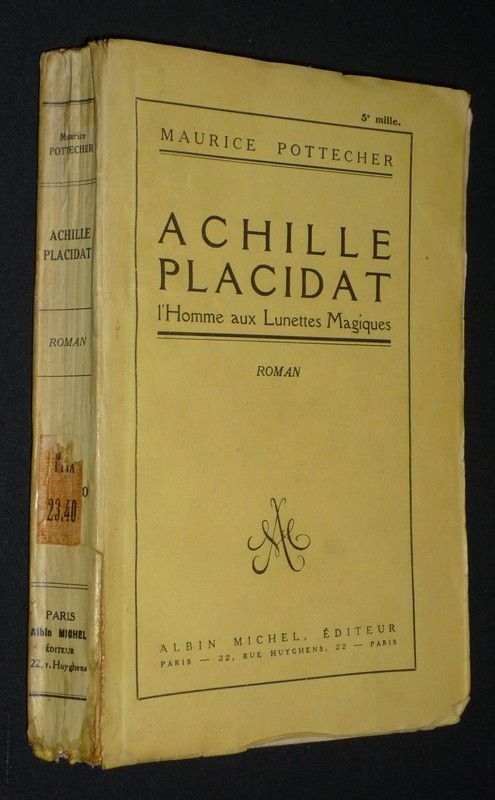 Maurice
POTTECHER
ACHILLE
PLACIDAT
ROMAN
23.40
PARIS
Albin MICHEL
ÉDITEUR
22, r. Huyghens
5e mille.
MAURICE POTTECHER
ACHILLE
PLACIDAT
l'Homme aux Lunettes Magiques
ROMAN
ALBIN MICHEL, ÉDITEUR
PARIS — 22, RUE HUYGHENS, 22 — PARIS